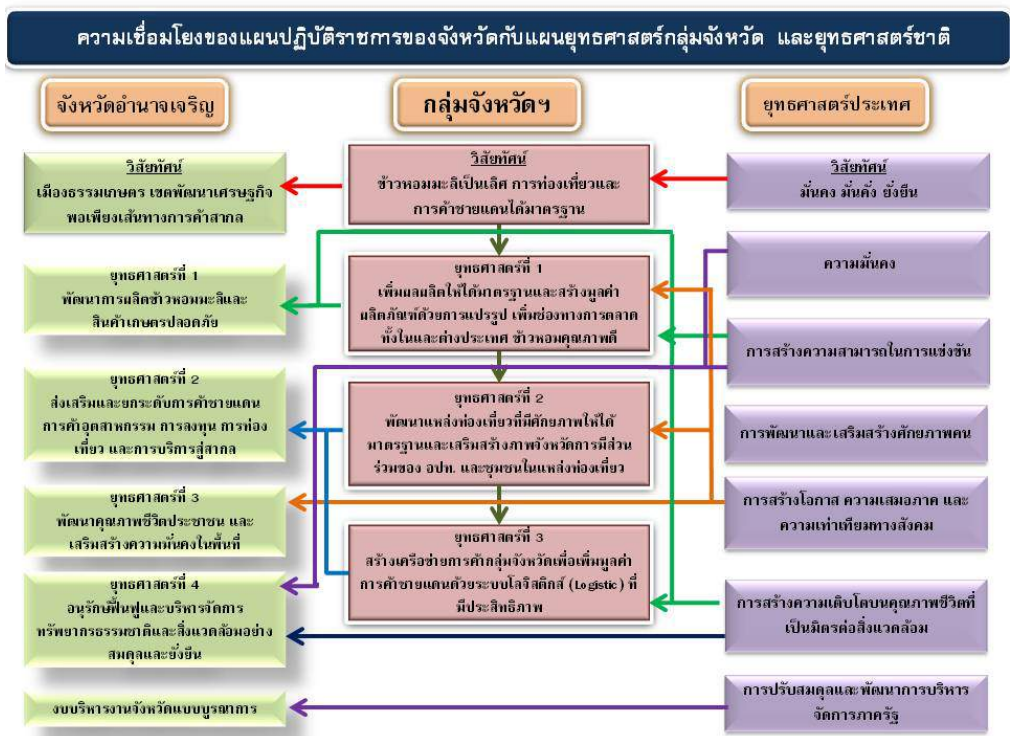 ความเชื่อมโยงของแผนปฏิบัติราชการของจังหวัดกับแผนยุทธศาสตร์กลุ่มจังหวัด และยุทธศาสตร์ชาติ
จังหวัดอำนาจเจริญ
วิสัยทัศน์
เมืองธรรมเกษตร เขตพัฒนาเศรษฐกิจ
พอเพียงเส้นทางการค้าสากล
ยุทธศาสตร์ที่ 1
พัฒนาการผลิตข้าวหอมมะลิและ
สินค้าเกษตรปลอดภัย
ยุทธศาสตร์ที่ 2
ส่งเสริมและยกระดับการค้าชายแดน
การค้าอุตสาหกรรม การลงทุน การท่อง
เที่ยว และการบริการสู่สากล
ยุทธศาสตร์ที่ 3
พัฒนาคุณภาพชีวิตประชาชน และ
เสริมสร้างความมั่นคงในพื้นที่
ยุทธศาสตร์ที่ 4
อนุรักษ์ฟื้นฟูและบริหารจัดการ
ทรัพยากรธรรมชาติและสิ่งแวดล้อมอย่าง
สมดุลและยั่งยืน
งบบริหารงานจังหวัดแบบบูรณาการ
กลุ่มจังหวัดฯ
วิสัยทัศน์
ข้าวหอมมะลิเป็นเลิศ การท่องเที่ยวและ
การค้าชายแดนได้มาตรฐาน
ยุทธศาสตร์ที่ 1
เพิ่มผลผลิตให้ได้มาตรฐานและสร้างมูลค่า
ผลิตภัณฑ์ด้วยการแปรรูป เพิ่มช่องทางการตลาด
ทั้งในและต่างประเทศ ข้าวหอมคุณภาพดี
ยุทธศาสตร์ที่ 2
พัฒนาแหล่งท่องเที่ยวที่มีศักยภาพให้ได้
มาตรฐานและเสริมสร้างภาพจังหวัดการมีส่วน
ร่วมของ อปท. และชุมชนในแหล่งท่องเที่ยว
ยุทธศาสตร์ที่ 3
สร้างเครือข่ายการค้ากลุ่มจังหวัดเพื่อเพิ่มมูลค่า
การค้าชายแดนด้วยระบบโลจิสติกส์ (Logistic) ที่
มีประสิทธิภาพ
ยุทธศาสตร์ประเทศ
วิสัยทัศน์
มั่นคง มั่งคั่ง ยั่งยืน
ความมั่นคง
การสร้างความสามารถในการแข่งขัน
การพัฒนาและเสริมสร้างศักยภาพคน
การสร้างโอกาส ความเสมอภาค และ
ความเท่าเทียมทางสังคม
การสร้างความเติบโตบนคุณภาพชีวิตที่
เป็นมิตรต่อสิ่งแวดล้อม
การปรับสมดุลและพัฒนาการบริหาร
จัดการภาครัฐ